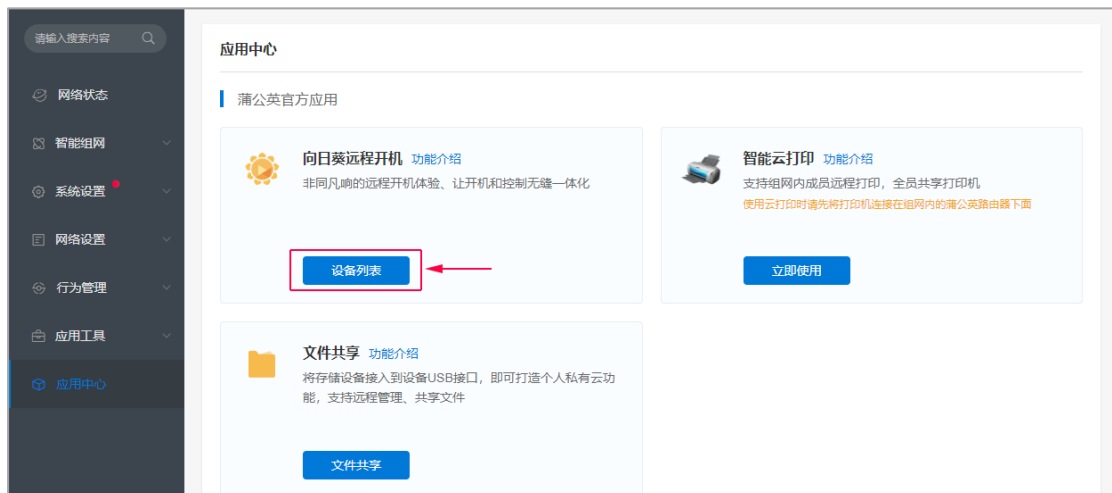 请输入搜索内容
网络状态
智能组网
系统设置
网络设置
行为管理
应用工具
应用中心
应用中心
蒲公英官方应用
向日葵远程开机 功能介绍
非同凡响的远程开机体验、让开机和控制无缝一体化
设备列表
智能云打印 功能介绍
支持组网内成员远程打印，全员共享打印机
使用云打印时请先将打印机连接在组网内的蒲公英路由器下面
立即使用
文件共享 功能介绍
将存储设备接入到设备USB接口，即可打造个人私有云功
能，支持远程管理、共享文件
文件共享